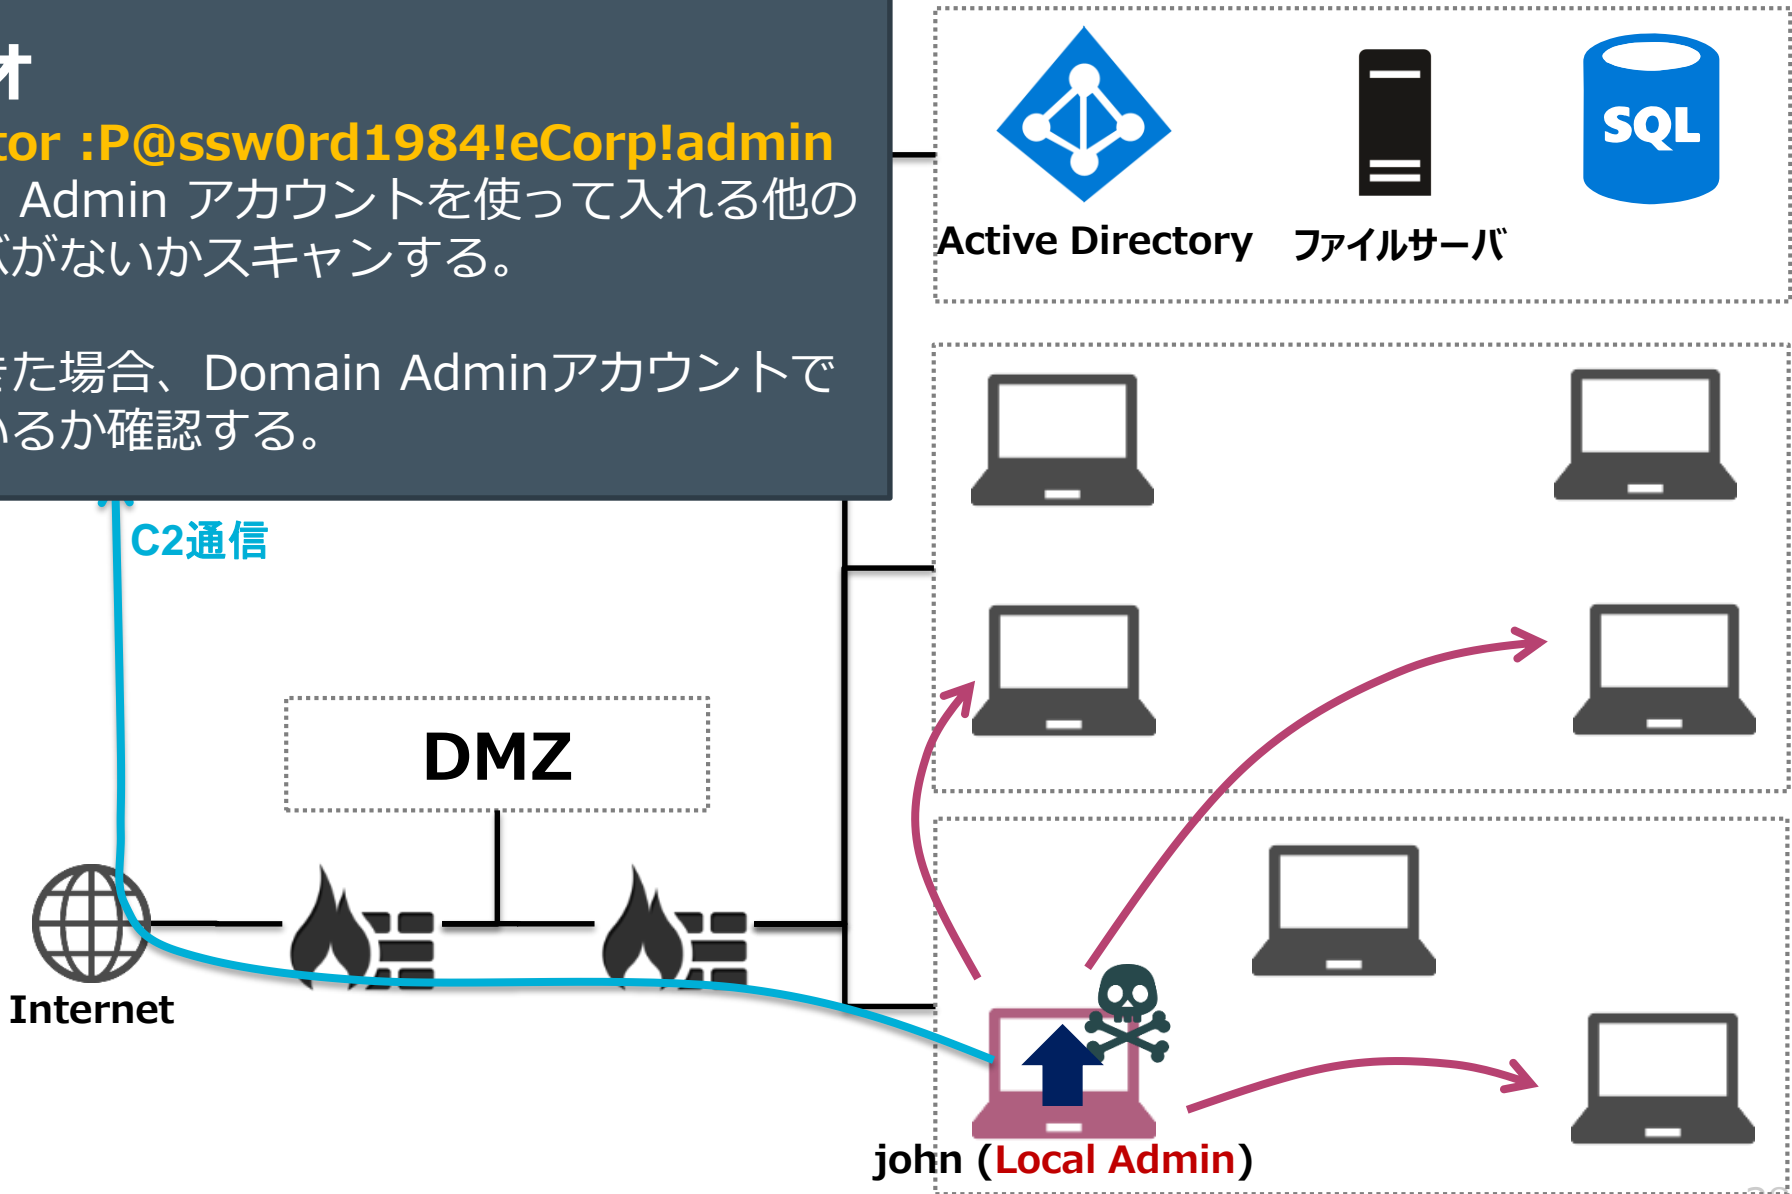 オ
tor :P@ssw0rd1984!eCorp!admin
Admin アカウントを使って入れる他の
がないかスキャンする。
た場合、Domain Adminアカウントで
いるか確認する。
C2通信
Active Directory
ファイルサーバ
SQL
DMZ
Internet
john (Local Admin)